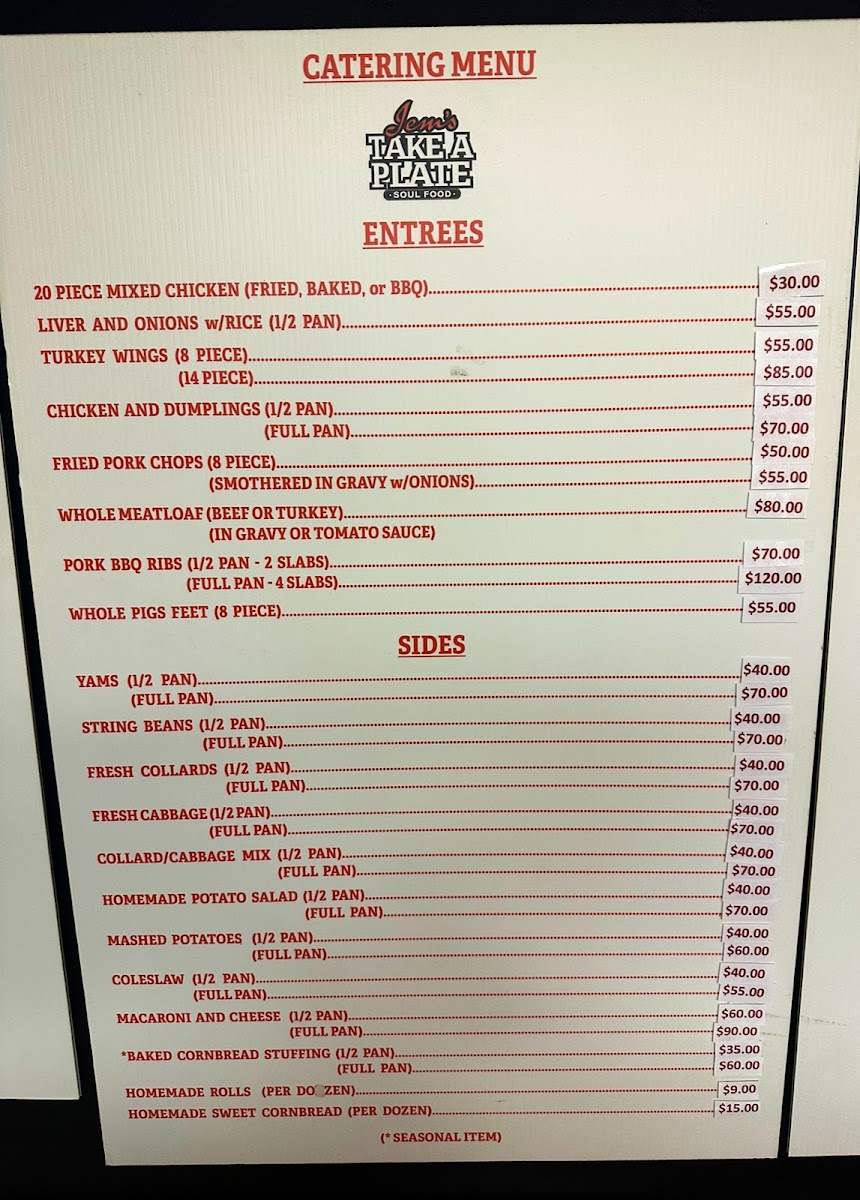 CATERING MENU
Jem's
TAKE A
PLATE
·SOUL FOOD·
ENTREES
20 PIECE MIXED CHICKEN (FRIED, BAKED, or BBQ)........$30.00
LIVER AND ONIONS w/RICE (1/2 PAN)........$55.00
TURKEY WINGS (8 PIECE)........$55.00
(14 PIECE)........$85.00
CHICKEN AND DUMPLINGS (1/2 PAN)........$55.00
(FULL PAN)........$70.00
FRIED PORK CHOPS (8 PIECE)........$50.00
(SMOTHERED IN GRAVY w/ONIONS)........$55.00
WHOLE MEATLOAF (BEEF OR TURKEY)........$80.00
(IN GRAVY OR TOMATO SAUCE)
PORK BBQ RIBS (1/2 PAN - 2 SLABS)........$70.00
(FULL PAN - 4 SLABS)........$120.00
WHOLE PIGS FEET (8 PIECE)........$55.00
SIDES
YAMS (1/2 PAN)........$40.00
(FULL PAN)........$70.00
STRING BEANS (1/2 PAN)........$40.00
(FULL PAN)........$70.00
FRESH COLLARDS (1/2 PAN)........$40.00
(FULL PAN)........$70.00
FRESH CABBAGE (1/2 PAN)........$40.00
(FULL PAN)........$70.00
COLLARD/CABBAGE MIX (1/2 PAN)........$40.00
(FULL PAN)........$70.00
HOMEMADE POTATO SALAD (1/2 PAN)........$40.00
(FULL PAN)........$70.00
MASHED POTATOES (1/2 PAN)........$40.00
(FULL PAN)........$60.00
COLESLAW (1/2 PAN)........$40.00
(FULL PAN)........$55.00
MACARONI AND CHEESE (1/2 PAN)........$60.00
(FULL PAN)........$90.00
*BAKED CORNBREAD STUFFING (1/2 PAN)........$35.00
(FULL PAN)........$60.00
HOMEMADE ROLLS (PER DOZEN)........$9.00
HOMEMADE SWEET CORNBREAD (PER DOZEN)........$15.00
(* SEASONAL ITEM)